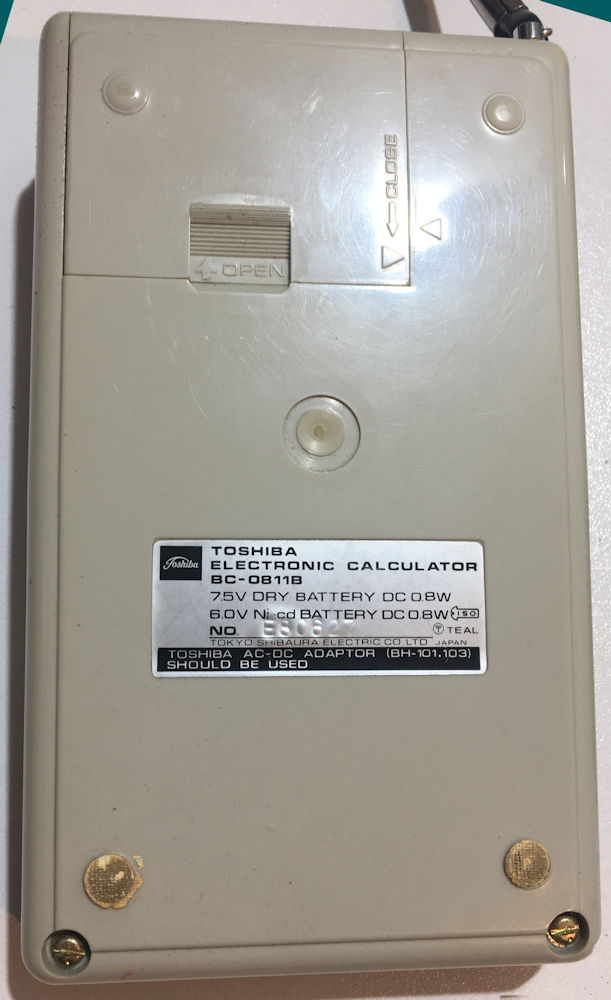 ←CLOSE
OPEN
Toshiba
TOSHIBA
ELECTRONIC CALCULATOR
BC-0811B
7.5V DRY BATTERY DC 0.8W
6.0V Ni-cd BATTERY DC 0.8W ISO
NO. T TEAL
TOKYO SHIBAURA ELECTRIC CO LTD JAPAN
TOSHIBA AC-DC ADAPTOR (BH-101.103)
SHOULD BE USED